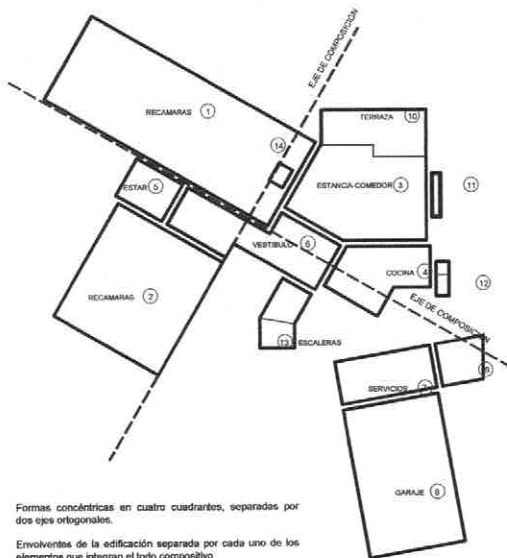 EJE DE COMPOSICIÓN
RECAMARAS 1
TERRAZA 10
14
ESTAR 5
ESTANCIA-COMEDOR 3
11
VESTIBULO 6
COCINA 4
12
RECAMARAS 2
EJE DE COMPOSICIÓN
13 ESCALERAS
SERVICIOS 7
GARAJE 8
Formas concéntricas en cuatro cuadrantes, separadas por
dos ejes ortogonales.
Envolventes de la edificación separada por cada uno de los
elementos que integran el todo compositivo